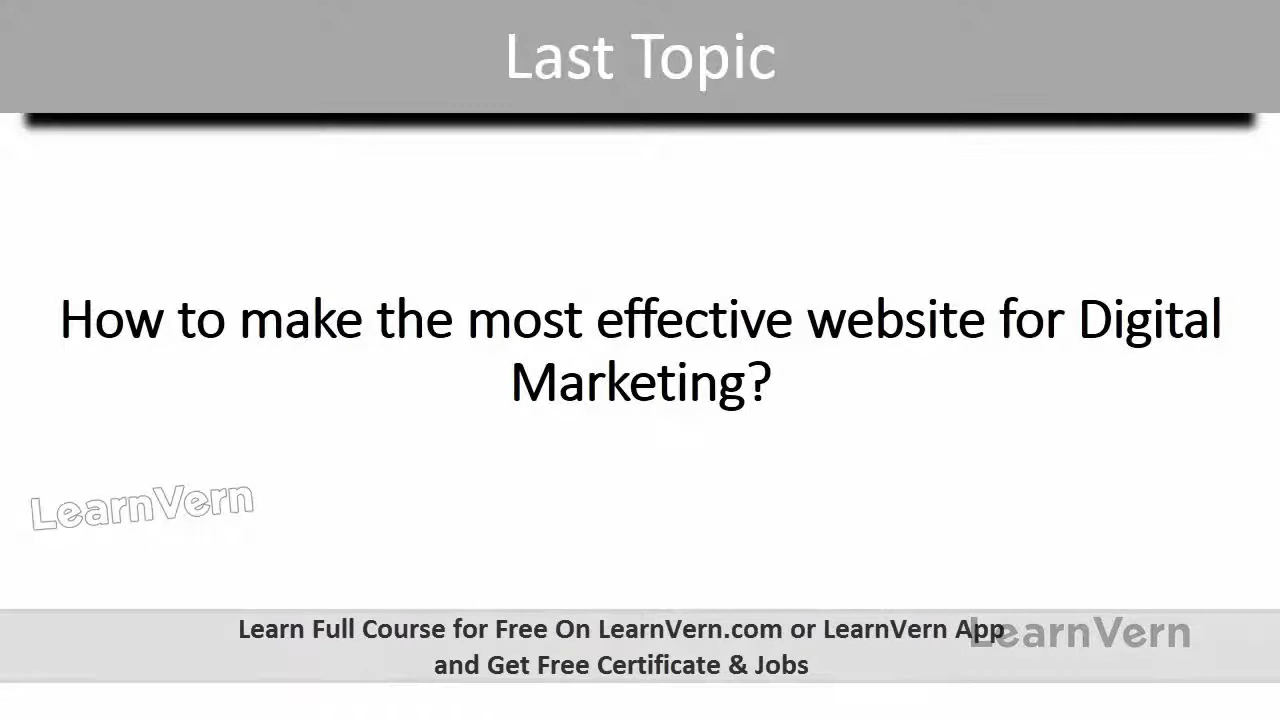 Last Topic
How to make the most effective website for Digital
Marketing?
LearnVern
Learn Full Course for Free On LearnVern.com or LearnVern App
LearnVern
and Get Free Certificate & Jobs